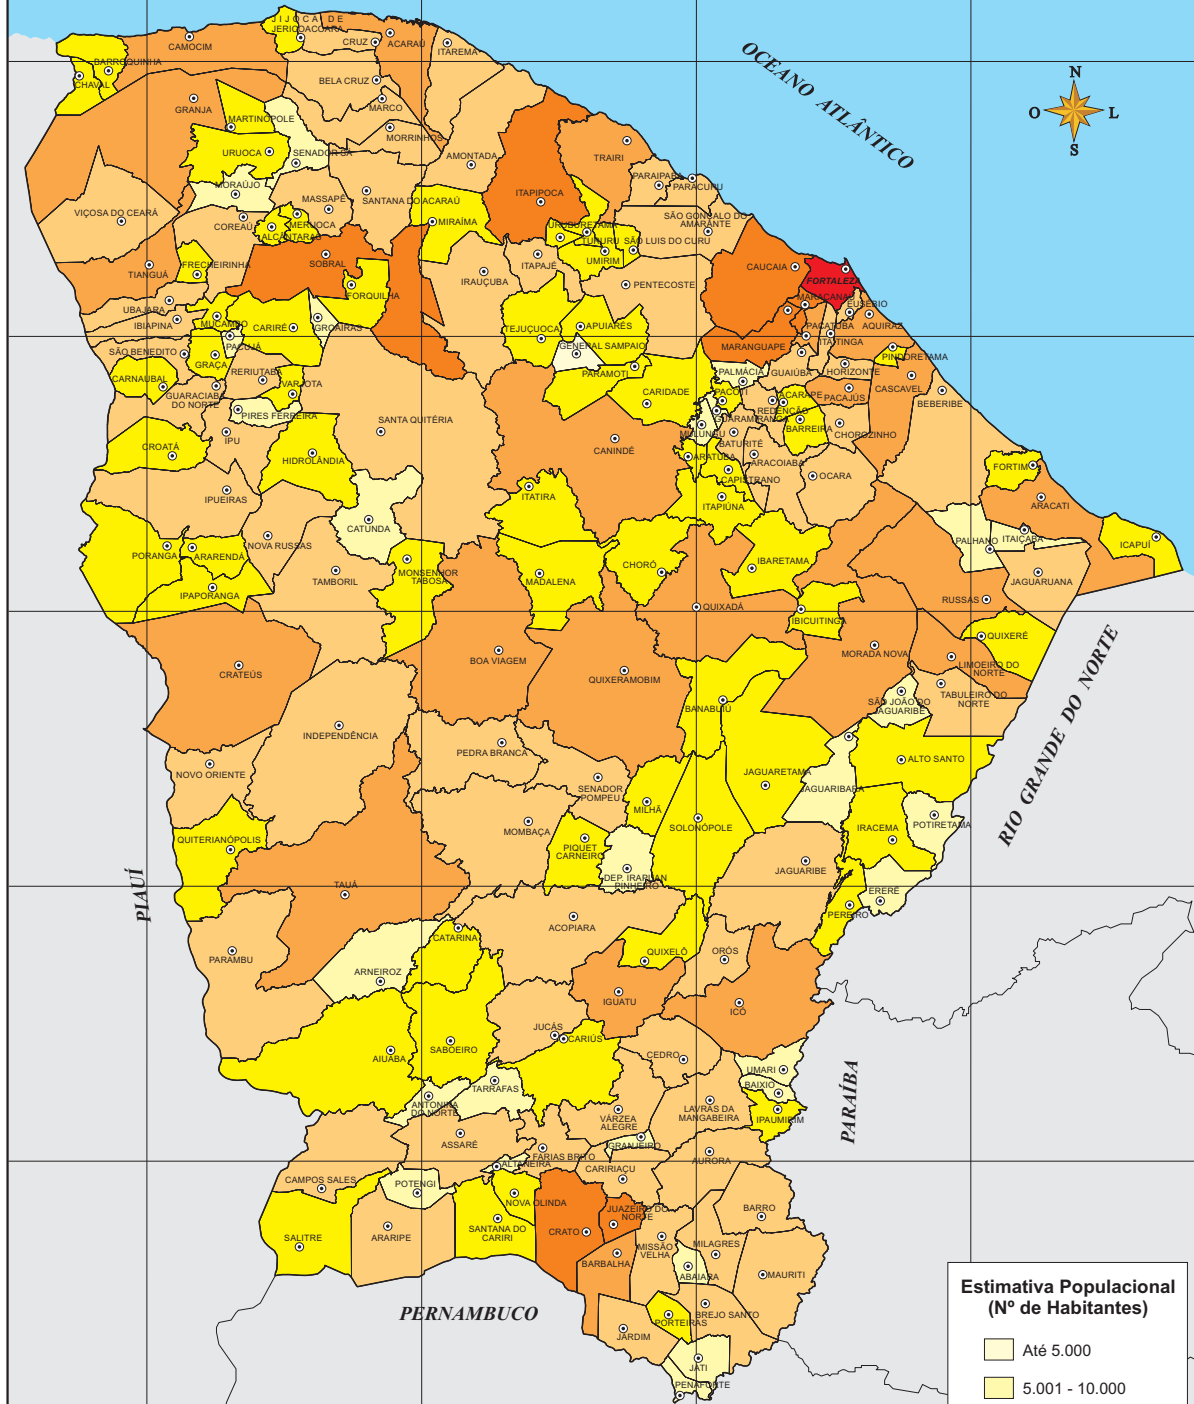 JIJOCA DE
JERICOACOARA
CAMOCIM
CRUZ
ACARAÚ
ITAREMA
BARROQUINHA
CHAVAL
BELA CRUZ
GRANJA
MARCO
MARTINÓPOLE
MORRINHOS
URUOCA
SENADOR SÁ
AMONTADA
TRAIRI
MORAÚJO
MASSAPÊ
SANTANA DO ACARAÚ
ITAPIPOCA
PARAIPABA
PARACURU
VIÇOSA DO CEARÁ
COREAÚ
MERUOCA
ALCÂNTARAS
MIRAÍMA
URUBURETAMA
TURURU
SÃO GONÇALO DO
AMARANTE
SÃO LUIS DO CURU
UMIRIM
TIANGUÁ
FRECHEIRINHA
SOBRAL
ITAPAJÉ
IRAUÇUBA
CAUCAIA
FORTALEZA
FORQUILHA
PENTECOSTE
UBAJARA
IBIAPINA
MUCAMBO
CARIRÉ
GROAÍRAS
TEJUÇUOCA
APUIARÉS
MARACANAÚ
EUSÉBIO
PACATUBA
AQUIRAZ
ITAITINGA
SÃO BENEDITO
PACUJÁ
GENERAL SAMPAIO
MARANGUAPE
GRAÇA
CARNAUBAL
RERIUTABA
VARJOTA
PARAMOTI
PALMÁCIA
GUAIÚBA
HORIZONTE
PINDORETAMA
CASCAVEL
GUARACIABA
DO NORTE
CARIDADE
PACOTI
ACARAPE
PACAJÚS
BEBERIBE
PIRES FERREIRA
REDENÇÃO
GUARAMIRANGA
SANTA QUITÉRIA
MULUNGU
BARREIRA
CHOROZINHO
CROATÁ
IPU
HIDROLÂNDIA
CANINDÉ
BATURITÉ
ARATUBA
ARACOIABA
CAPISTRANO
OCARA
FORTIM
IPUEIRAS
ITATIRA
ITAPIÚNA
ARACATI
CATUNDA
PORANGA
ARARENDÁ
NOVA RUSSAS
PALHANO
ITAIÇABA
ICAPUÍ
TAMBORIL
MONSENHOR
TABOSA
MADALENA
CHORÓ
IBARETAMA
JAGUARUANA
IPAPORANGA
RUSSAS
QUIXADÁ
IBICUITINGA
QUIXERÉ
CRATEÚS
BOA VIAGEM
QUIXERAMOBIM
MORADA NOVA
LIMOEIRO DO
NORTE
TABULEIRO DO
NORTE
SÃO JOÃO DO
JAGUARIBE
BANABUIÚ
INDEPENDÊNCIA
PEDRA BRANCA
NOVO ORIENTE
ALTO SANTO
JAGUARETAMA
JAGUARIBARA
SENADOR
POMPEU
MILHÃ
SOLONÓPOLE
MOMBAÇA
IRACEMA
POTIRETAMA
QUITERIANÓPOLIS
PIQUET
CARNEIRO
DEP. IRAPUAN
PINHEIRO
JAGUARIBE
TAUÁ
ERERÊ
PEREIRO
ACOPIARA
CATARINA
PARAMBU
QUIXELÔ
ORÓS
ARNEIROZ
IGUATU
ICÓ
JUCÁS
CARIÚS
AIUABA
SABOEIRO
CEDRO
UMARI
BAIXIO
TARRAFAS
ANTONINA
DO NORTE
VÁRZEA
ALEGRE
LAVRAS DA
MANGABEIRA
IPAUMIRIM
ASSARÉ
GRANJEIRO
FARIAS BRITO
AURORA
ALTANEIRA
CARIRIAÇU
CAMPOS SALES
POTENGI
NOVA OLINDA
JUAZEIRO DO
NORTE
BARRO
SALITRE
ARARIPE
SANTANA DO
CARIRI
CRATO
MISSÃO
VELHA
MILAGRES
BARBALHA
ABAIARA
MAURITI
PORTEIRAS
BREJO SANTO
JARDIM
JATI
PENAFORTE
OCEANO ATLÂNTICO
N
O
L
S
RIO GRANDE DO NORTE
PIAUÍ
PARAÍBA
PERNAMBUCO
Estimativa Populacional
(Nº de Habitantes)
Até 5.000
5.001 - 10.000